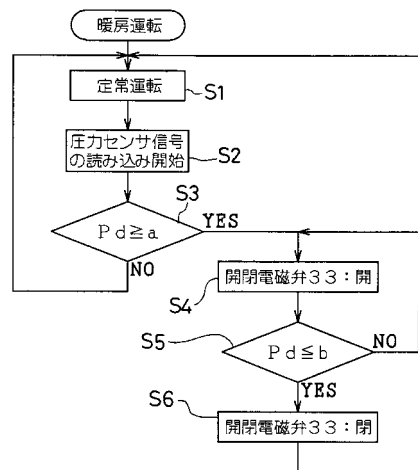 暖房運転
定常運転
S1
圧力センサ信号
の読み込み開始
S2
S3
Pd≧a
YES
NO
開閉電磁弁33：開
S4
S5
Pd≦b
NO
YES
S6
開閉電磁弁33：閉